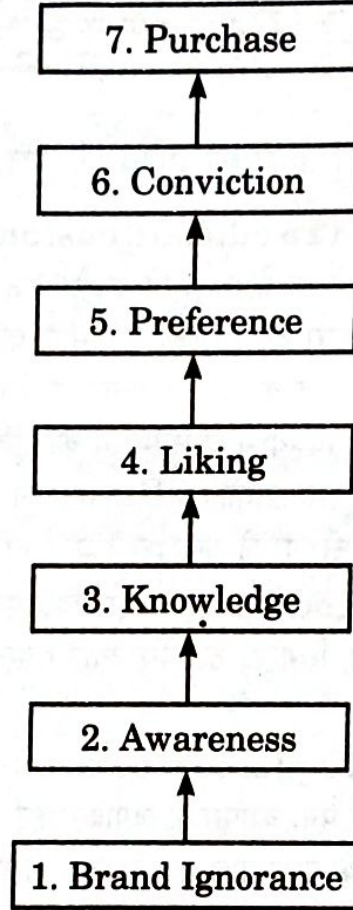 7. Purchase
6. Conviction
5. Preference
4. Liking
3. Knowledge
2. Awareness
1. Brand Ignorance